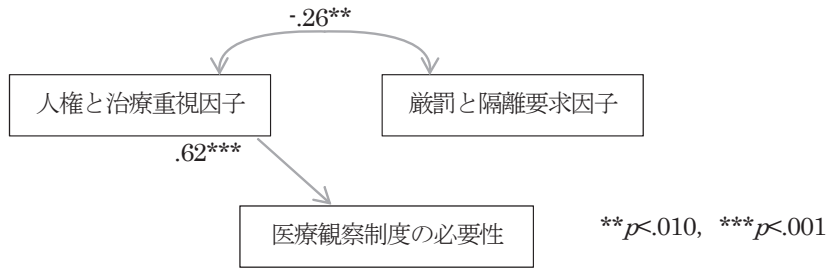 -.26**
人権と治療重視因子
厳罰と隔離要求因子
.62***
医療観察制度の必要性
**p<.010, ***p<.001